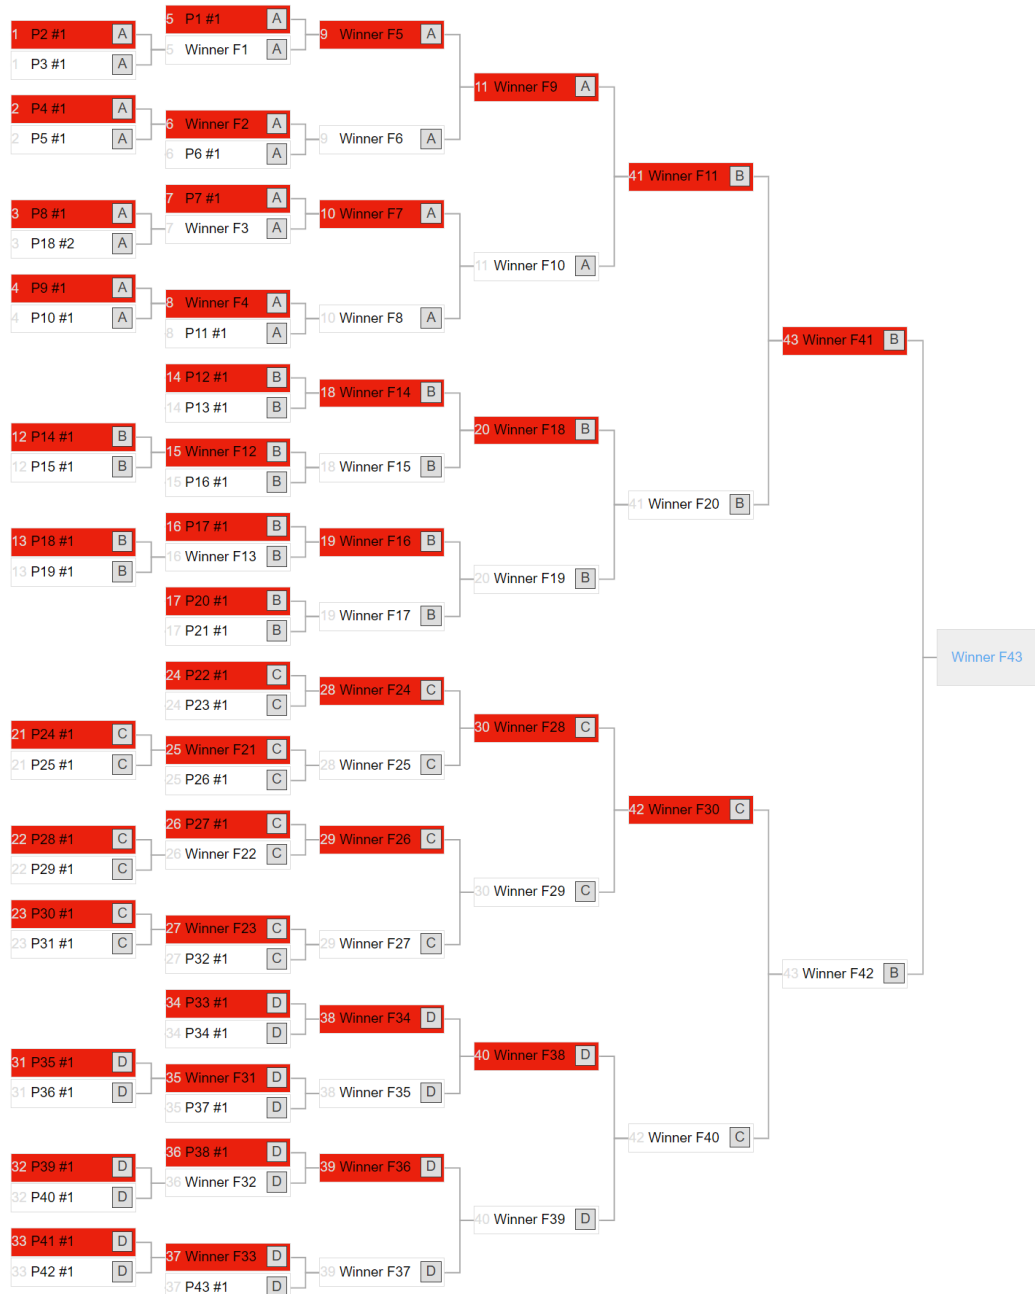 1 P2 #1 A
1 P3 #1 A
2 P4 #1 A
2 P5 #1 A
3 P8 #1 A
3 P18 #2 A
4 P9 #1 A
4 P10 #1 A
12 P14 #1 B
12 P15 #1 B
13 P18 #1 B
13 P19 #1 B
21 P24 #1 C
21 P25 #1 C
22 P28 #1 C
22 P29 #1 C
23 P30 #1 C
23 P31 #1 C
31 P35 #1 D
31 P36 #1 D
32 P39 #1 D
32 P40 #1 D
33 P41 #1 D
33 P42 #1 D
5 P1 #1 A
5 Winner F1 A
6 Winner F2 A
6 P6 #1 A
7 P7 #1 A
7 Winner F3 A
8 Winner F4 A
8 P11 #1 A
14 P12 #1 B
14 P13 #1 B
15 Winner F12 B
15 P16 #1 B
16 P17 #1 B
16 Winner F13 B
17 P20 #1 B
17 P21 #1 B
24 P22 #1 C
24 P23 #1 C
25 Winner F21 C
25 P26 #1 C
26 P27 #1 C
26 Winner F22 C
27 Winner F23 C
27 P32 #1 C
34 P33 #1 D
34 P34 #1 D
35 Winner F31 D
35 P37 #1 D
36 P38 #1 D
36 Winner F32 D
37 Winner F33 D
37 P43 #1 D
9 Winner F5 A
9 Winner F6 A
10 Winner F7 A
10 Winner F8 A
18 Winner F14 B
18 Winner F15 B
19 Winner F16 B
19 Winner F17 B
28 Winner F24 C
28 Winner F25 C
29 Winner F26 C
29 Winner F27 C
38 Winner F34 D
38 Winner F35 D
39 Winner F36 D
39 Winner F37 D
11 Winner F9 A
11 Winner F10 A
20 Winner F18 B
20 Winner F19 B
30 Winner F28 C
30 Winner F29 C
40 Winner F38 D
40 Winner F39 D
41 Winner F11 B
41 Winner F20 B
42 Winner F30 C
42 Winner F40 C
43 Winner F41 B
43 Winner F42 B
Winner F43